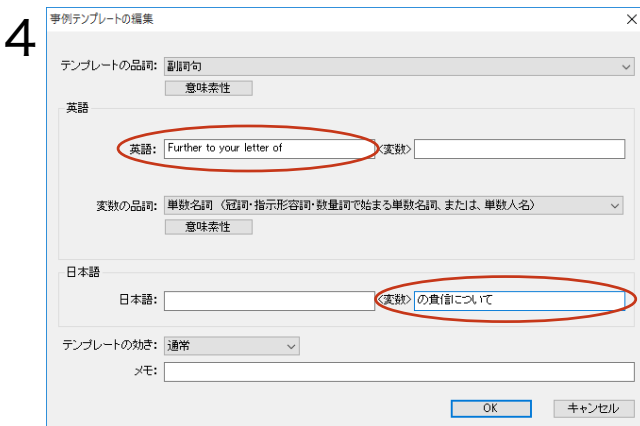 4
事例テンプレートの編集
テンプレートの品詞: 副詞句
意味素性
英語
英語: Further to your letter of <変数>
変数の品詞: 単数名詞 (冠詞・指示形容詞・数量詞で始まる単数名詞、または、単数人名)
意味素性
日本語
日本語: <変数> の貴信について
テンプレートの効き: 通常
メモ:
OK キャンセル